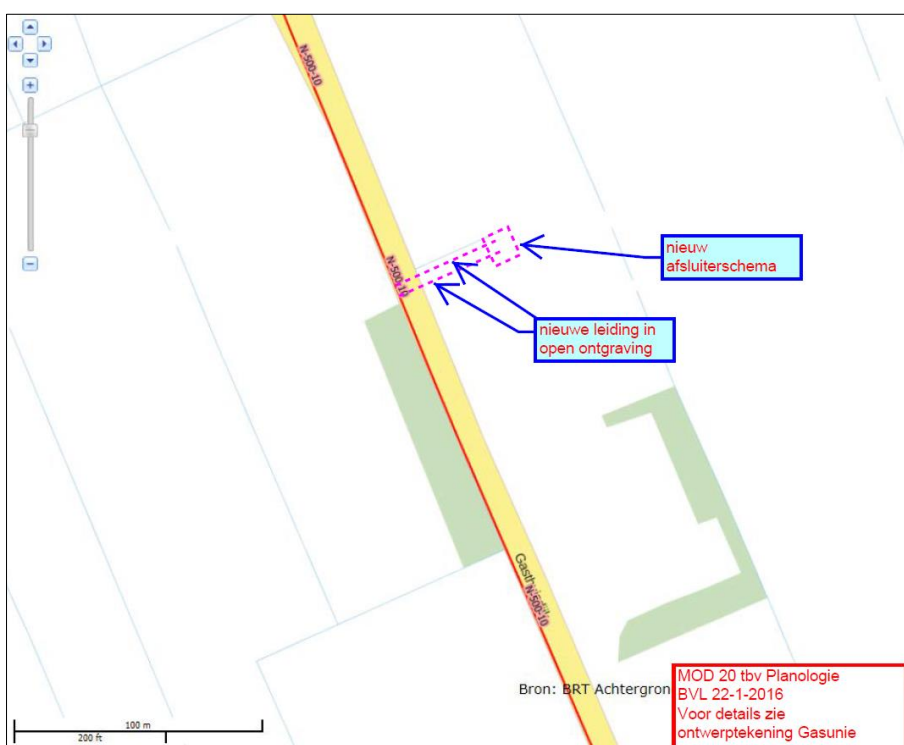 N-500-10
N-500-10
nieuw
afsluiterschema
nieuwe leiding in
open ontgraving
Gasthuisdijk
N-500-10
Bron: BRT Achtergron
MOD 20 tbv Planologie
BVL 22-1-2016
Voor details zie
ontwerptekening Gasunie
100 m
200 ft